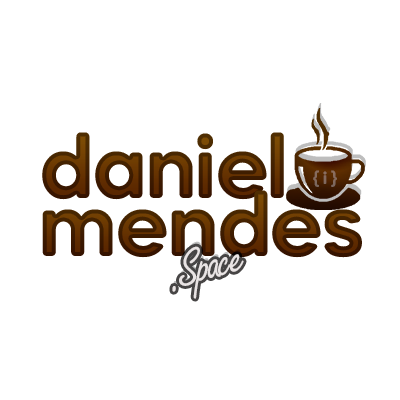 daniel
{i}
mendes
.Space